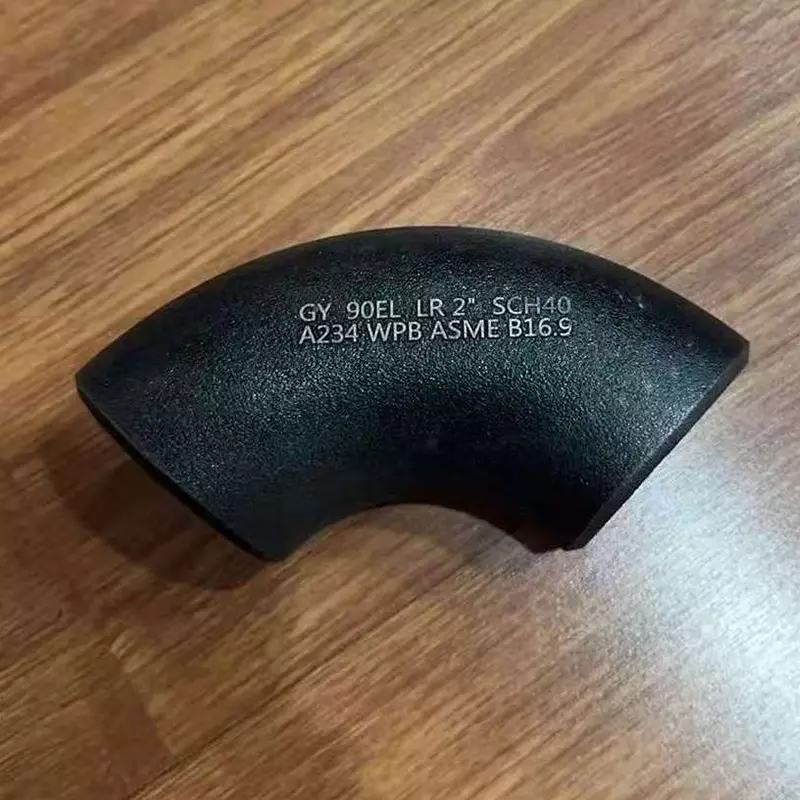 GY 90EL LR 2" SCH40
A234 WPB ASME B16.9